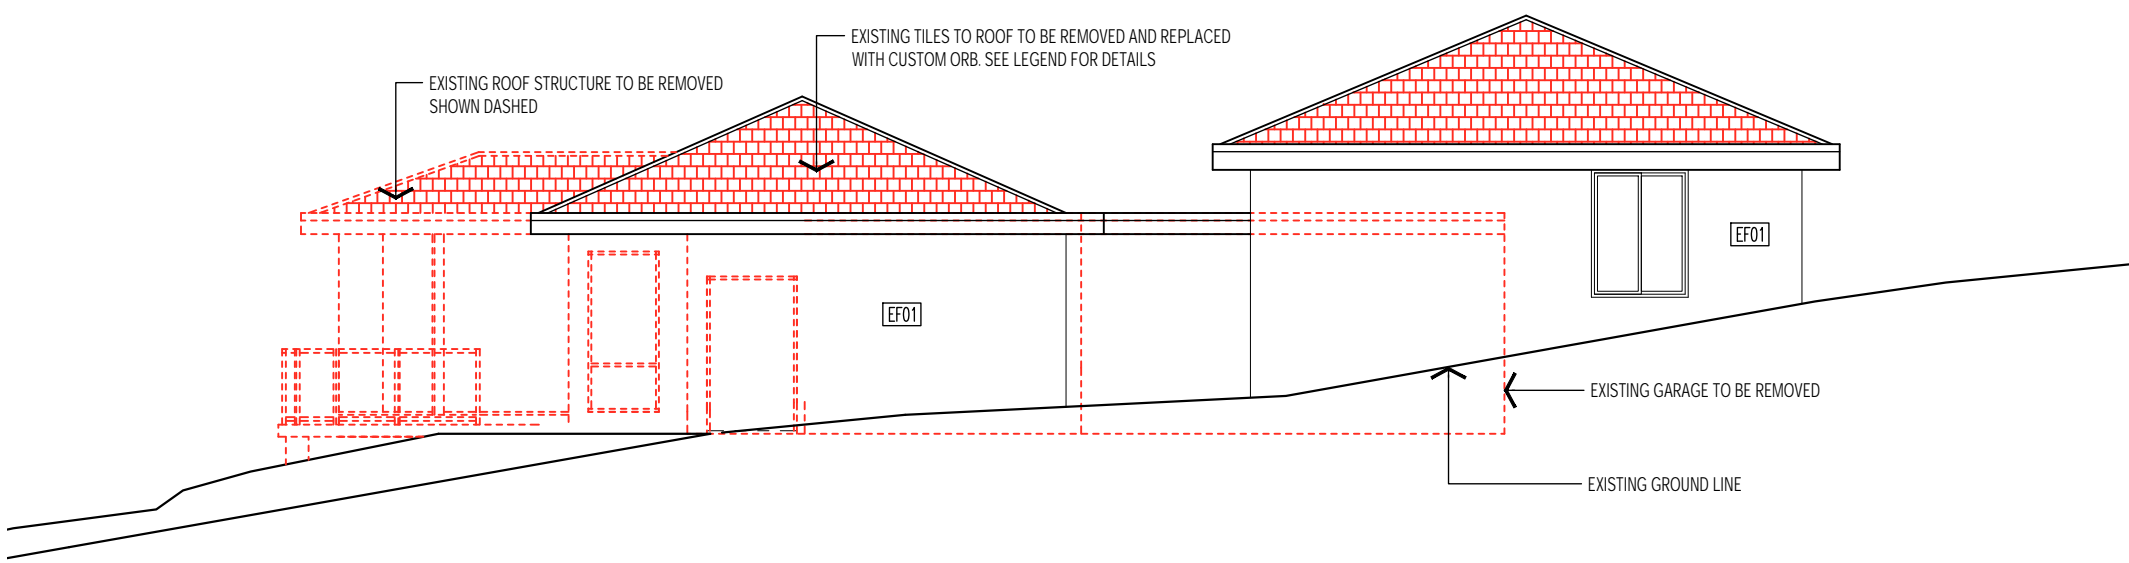 EXISTING TILES TO ROOF TO BE REMOVED AND REPLACED
WITH CUSTOM ORB. SEE LEGEND FOR DETAILS
EXISTING ROOF STRUCTURE TO BE REMOVED
SHOWN DASHED
EF01
EF01
EXISTING GARAGE TO BE REMOVED
EXISTING GROUND LINE